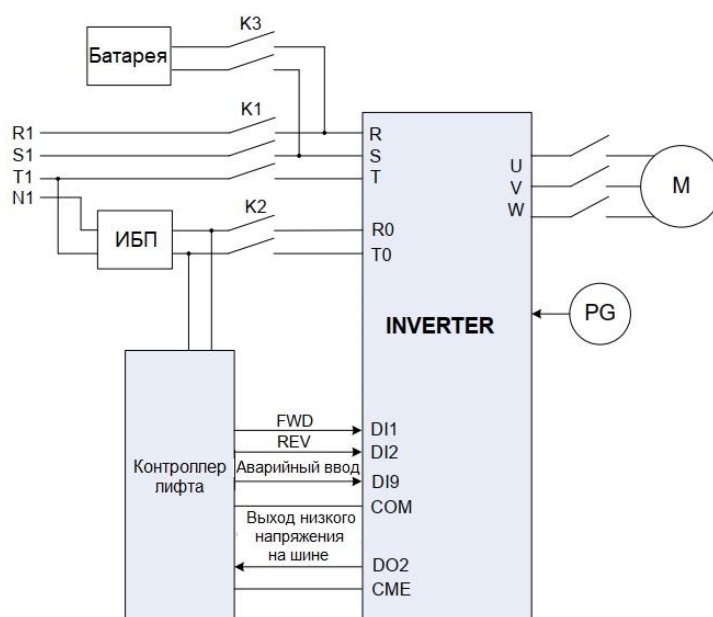 K3
Батарея
K1
R1
S1
T1
N1
R
S
T
K2
ИБП
R0
T0
U
V
W
M
INVERTER
PG
Контроллер
лифта
FWD
REV
Аварийный ввод
Выход низкого
напряжения
на шине
DI1
DI2
DI9
COM
DO2
CME